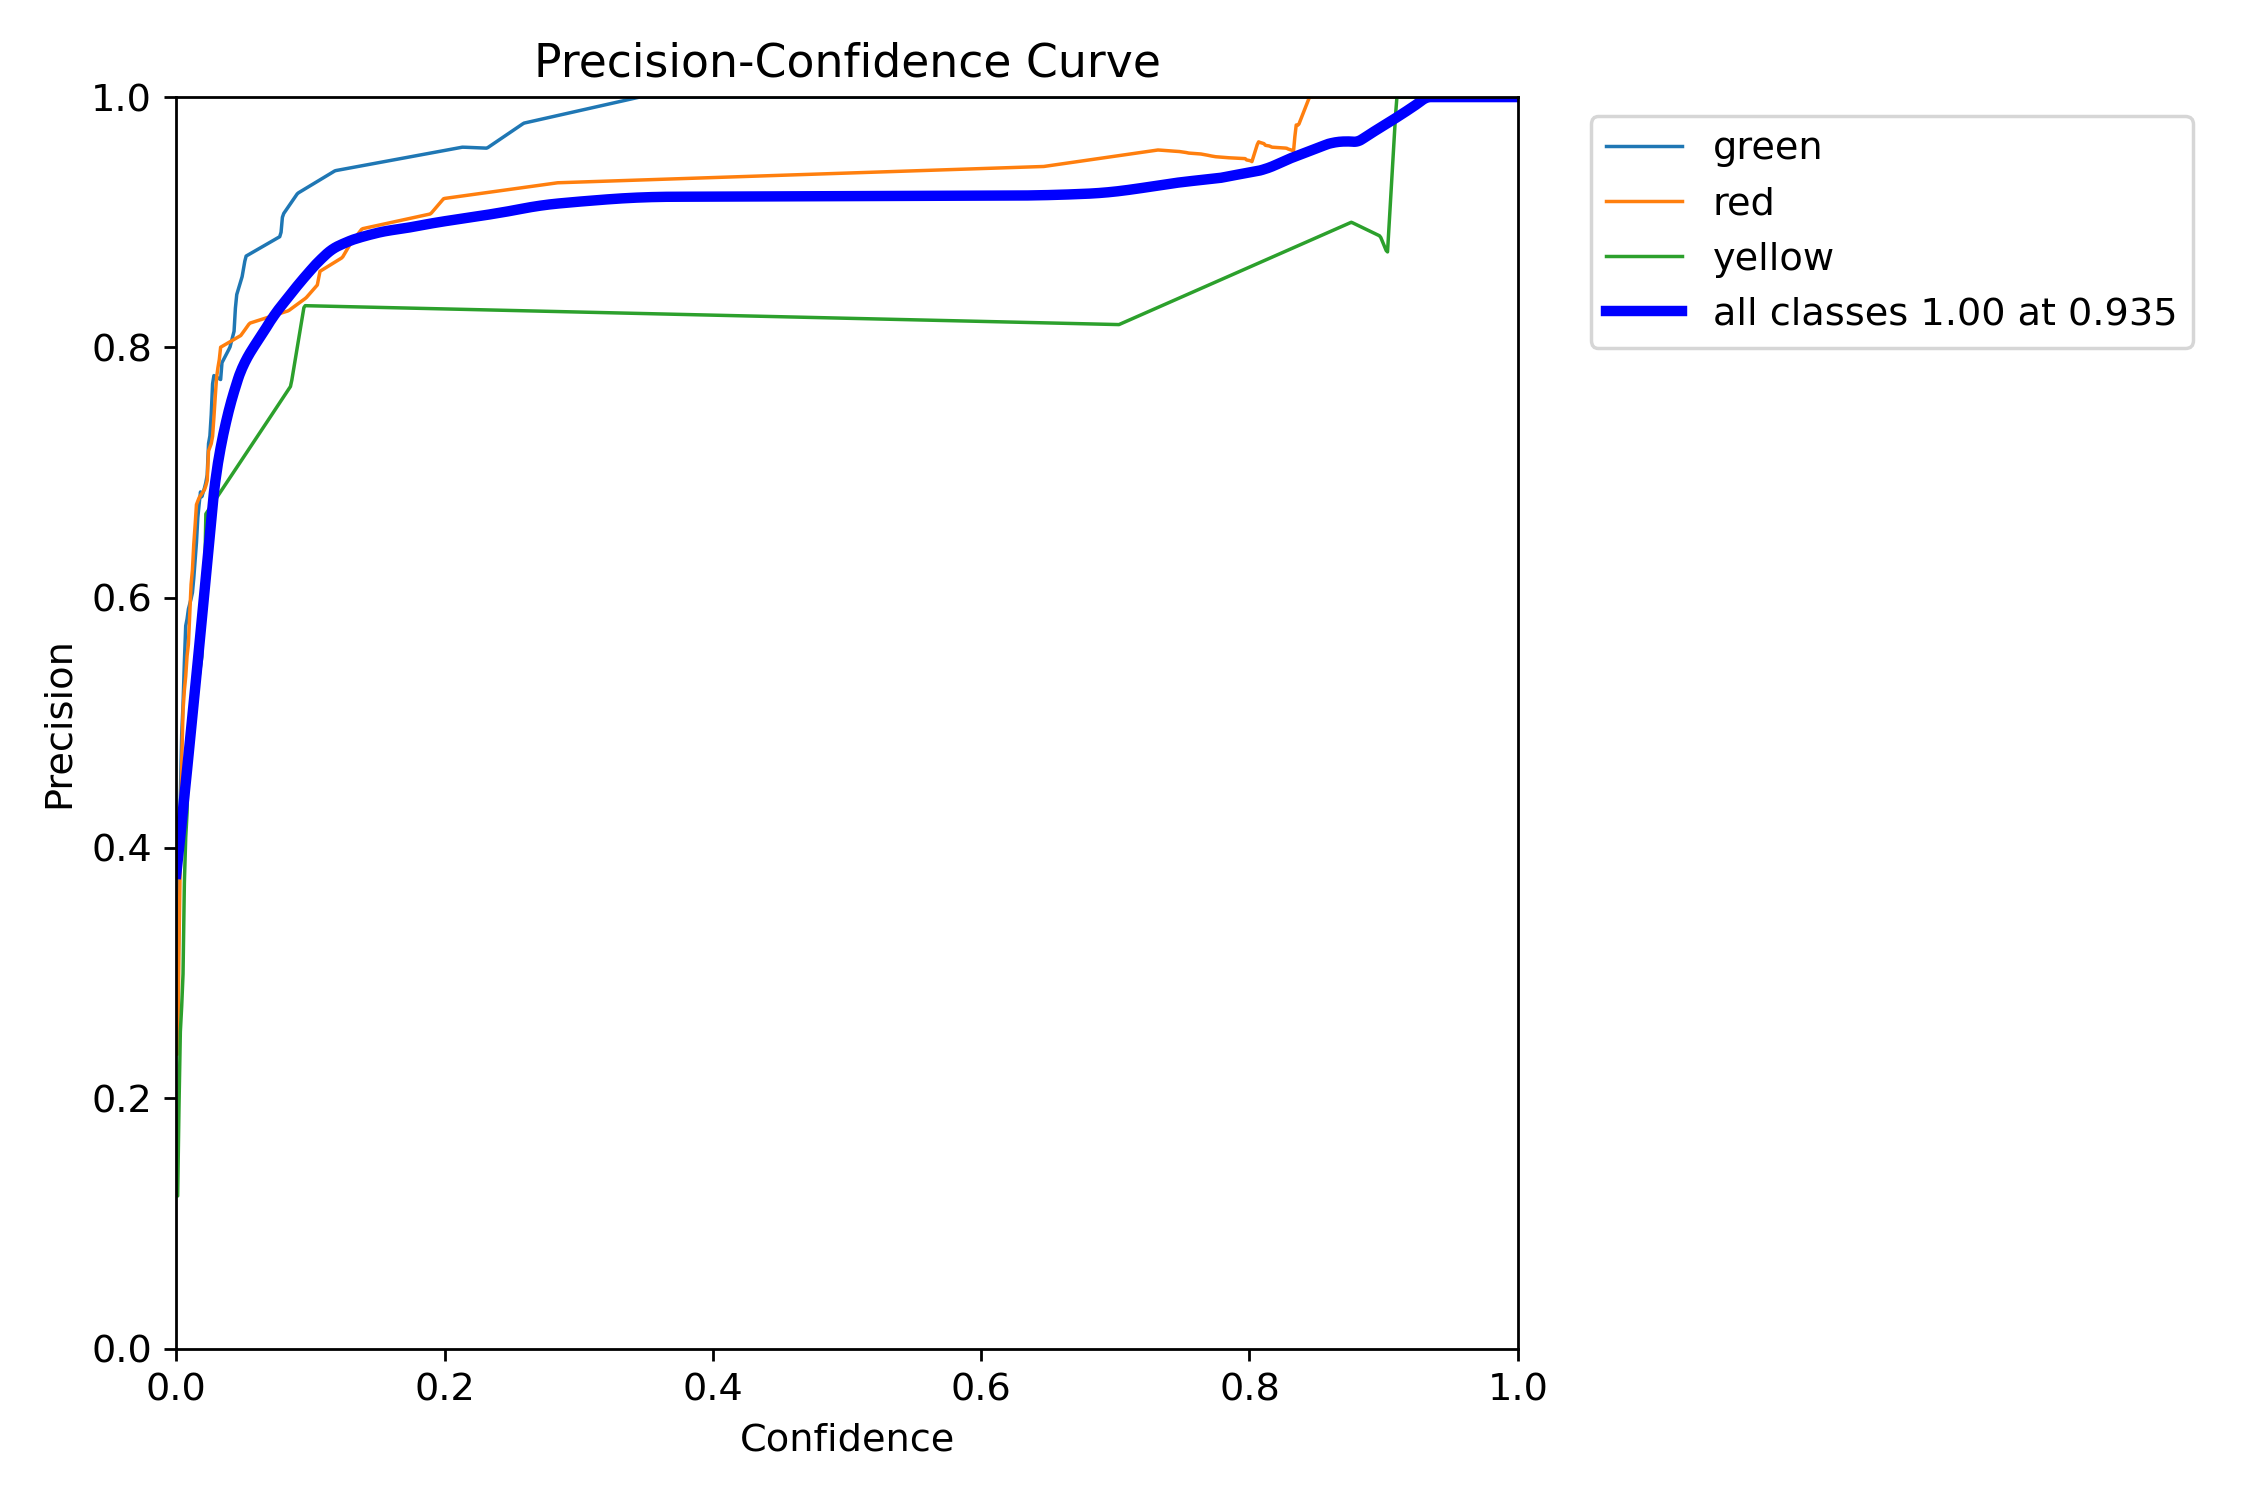 Precision-Confidence Curve
1.0
0.8
0.6
0.4
0.2
0.0
Precision
0.0 0.2 0.4 0.6 0.8 1.0
Confidence
green
red
yellow
all classes 1.00 at 0.935